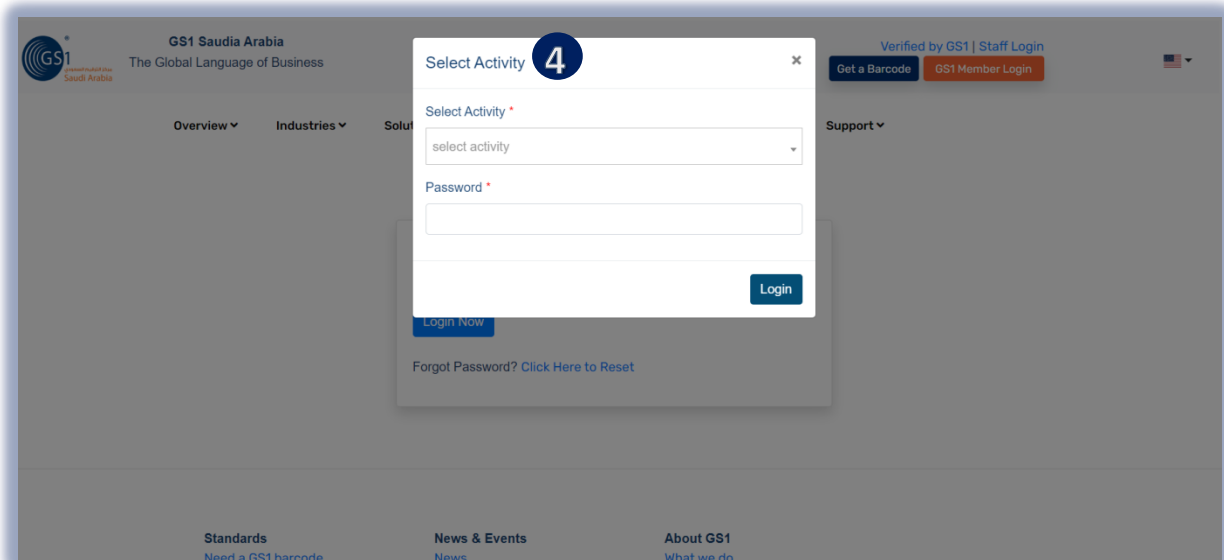 GS1
Saudi Arabia
GS1 Saudia Arabia
The Global Language of Business
Select Activity 4 ×
Verified by GS1 | Staff Login
Get a Barcode GS1 Member Login
Overview Industries Solut Support
Select Activity *
select activity
Password *
Login
Login Now
Forgot Password? Click Here to Reset
Standards News & Events About GS1
Need a GS1 barcode News What we do